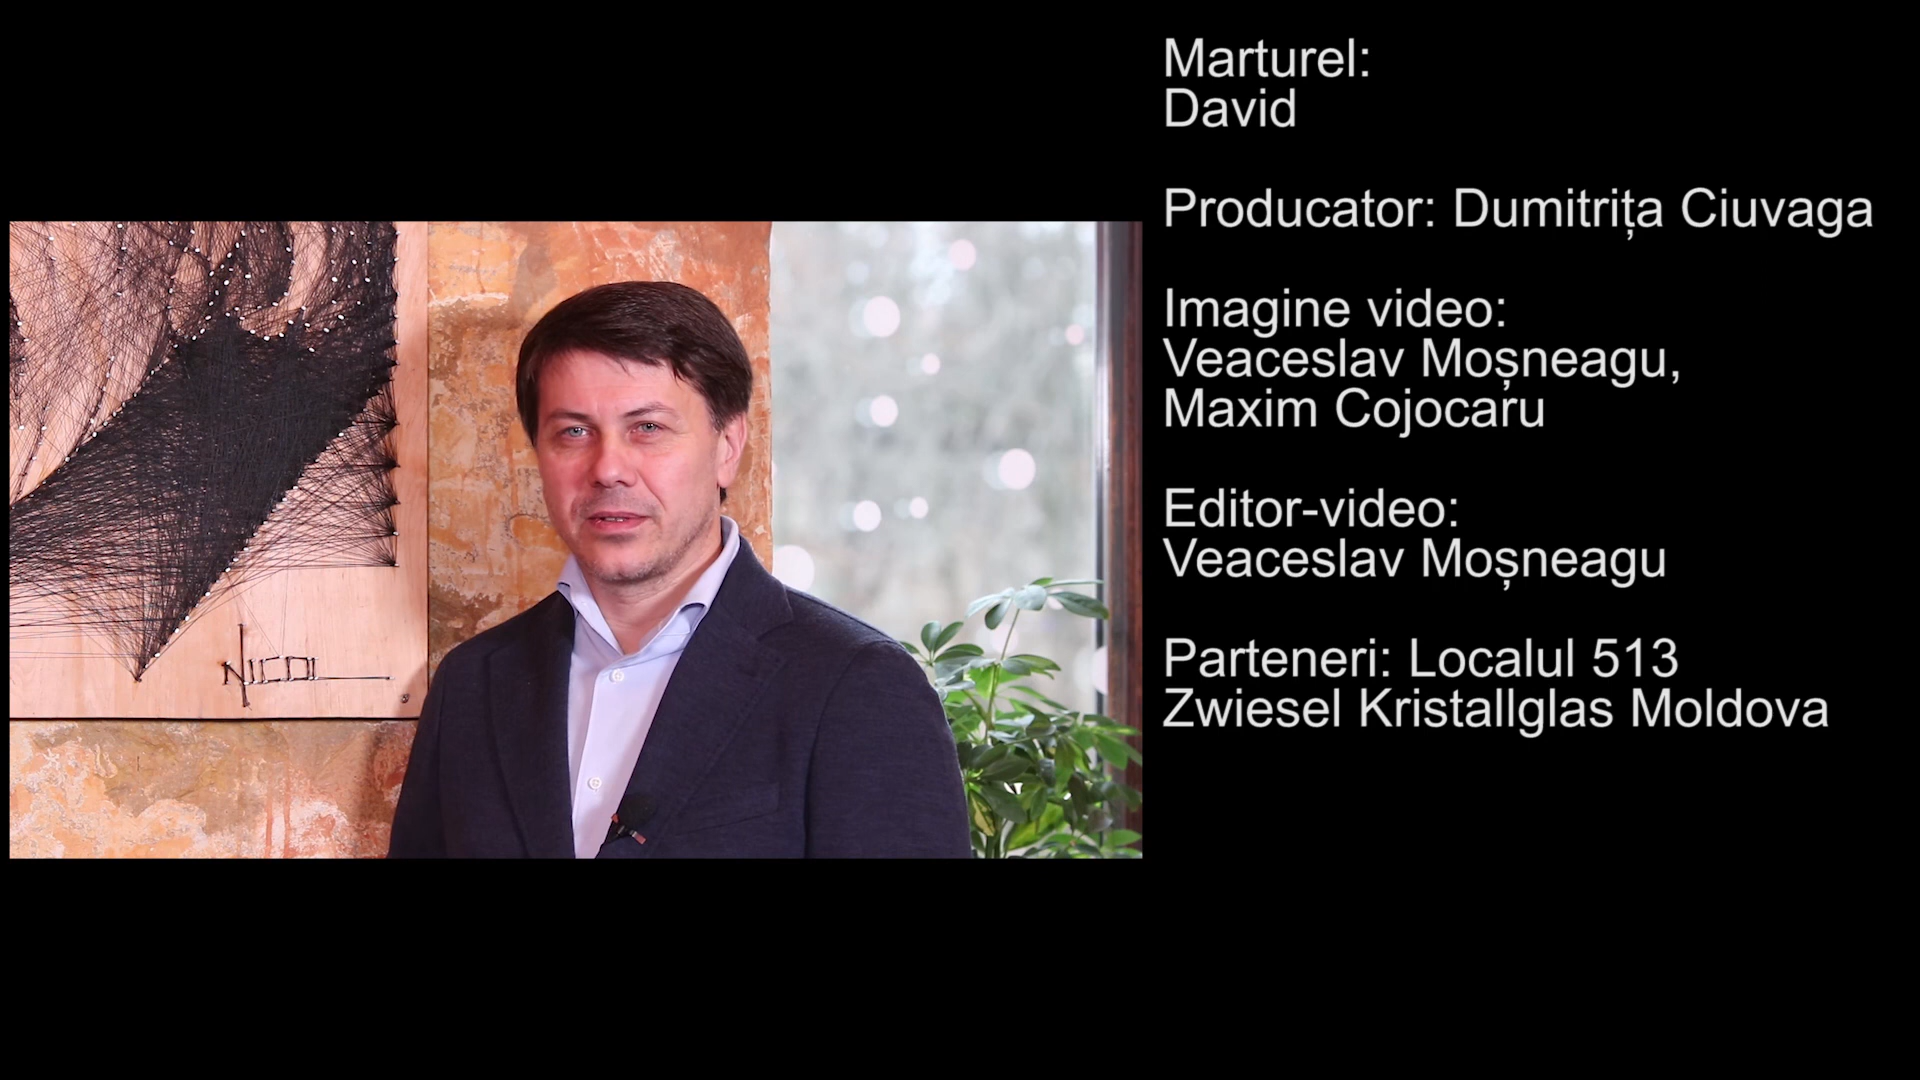 NICOL
Marturel:
David
Producator: Dumitrița Ciuvaga
Imagine video:
Veaceslav Moșneagu,
Maxim Cojocaru
Editor-video:
Veaceslav Moșneagu
Parteneri: Localul 513
Zwiesel Kristallglas Moldova